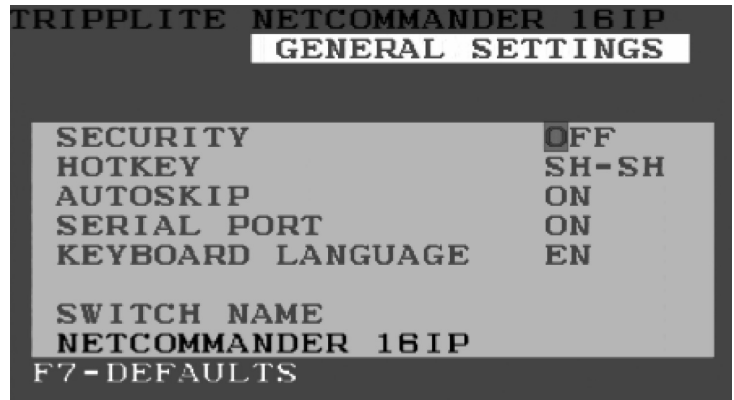 TRIPPLITE NETCOMMANDER 16IP
GENERAL SETTINGS
SECURITY OFF
HOTKEY SH-SH
AUTOSKIP ON
SERIAL PORT ON
KEYBOARD LANGUAGE EN
SWITCH NAME
NETCOMMANDER 16IP
F7-DEFAULTS